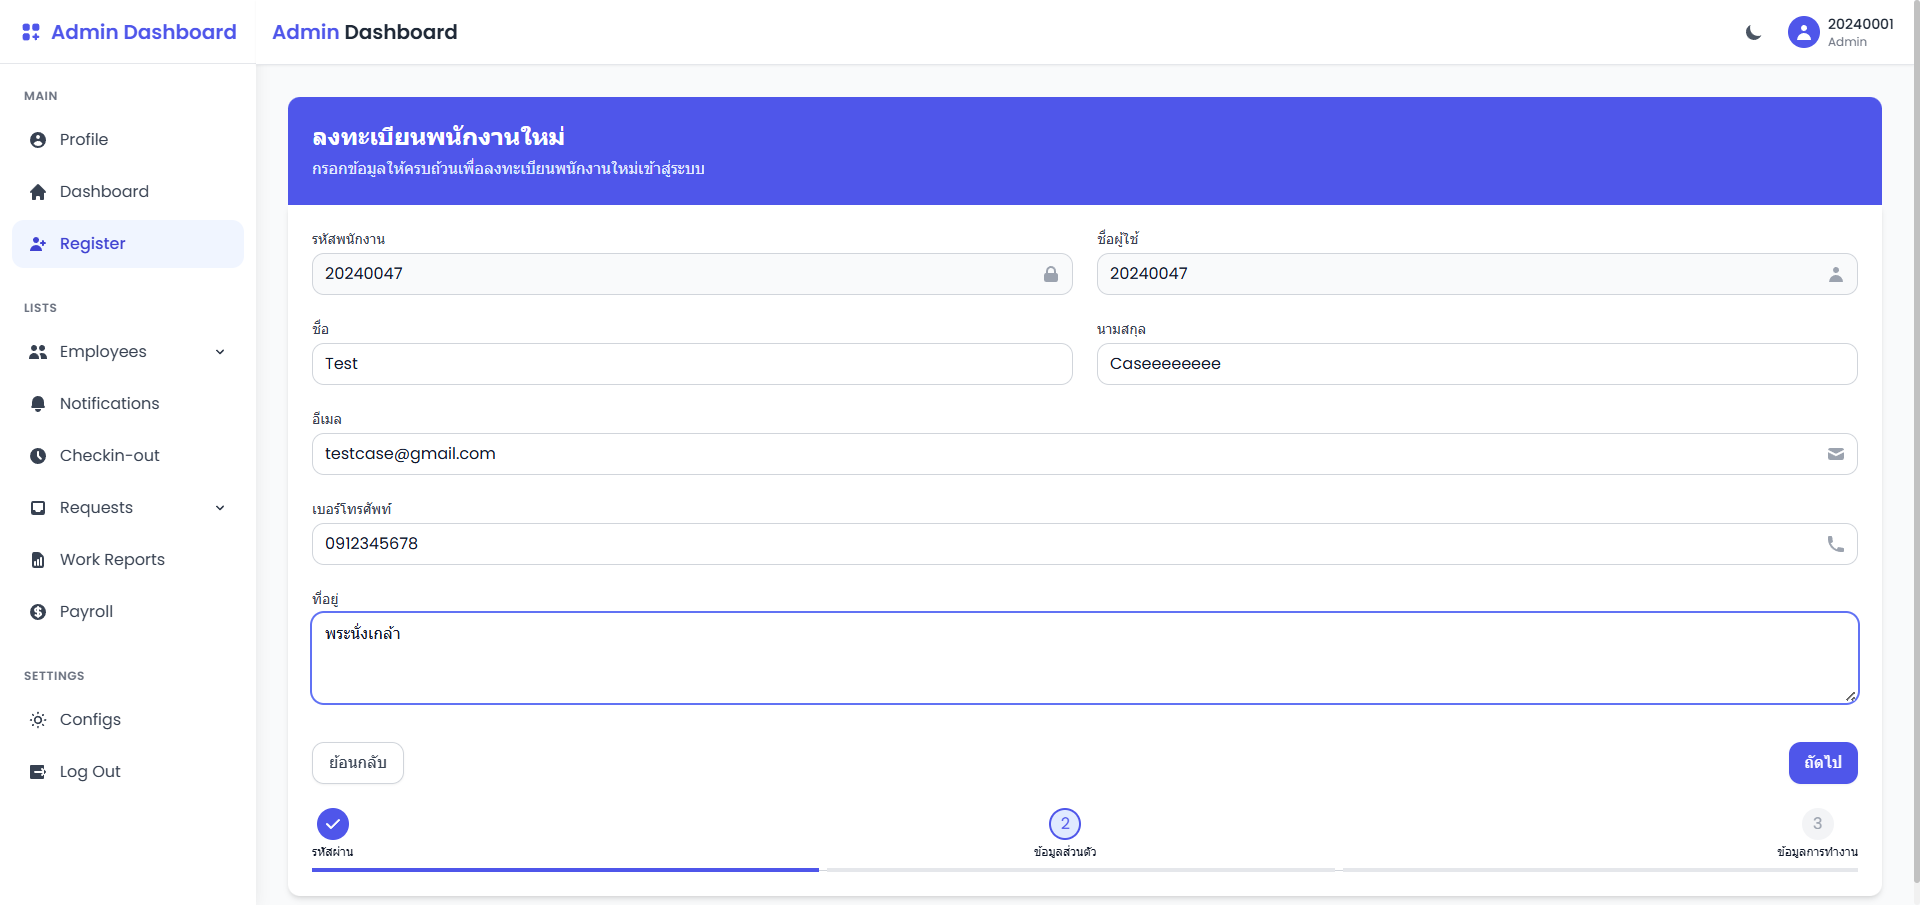 Admin Dashboard
Admin Dashboard
20240001
Admin
MAIN
Profile
Dashboard
Register
LISTS
Employees
Notifications
Checkin-out
Requests
Work Reports
Payroll
SETTINGS
Configs
Log Out
ลงทะเบียนพนักงานใหม่
กรอกข้อมูลให้ครบถ้วนเพื่อลงทะเบียนพนักงานใหม่เข้าสู่ระบบ
รหัสพนักงาน
20240047
ชื่อผู้ใช้
20240047
ชื่อ
Test
นามสกุล
Caseeeeeeee
อีเมล
testcase@gmail.com
เบอร์โทรศัพท์
0912345678
ที่อยู่
พระนั่งเกล้า
ย้อนกลับ
ถัดไป
รหัสผ่าน
2
ข้อมูลส่วนตัว
3
ข้อมูลการทำงาน